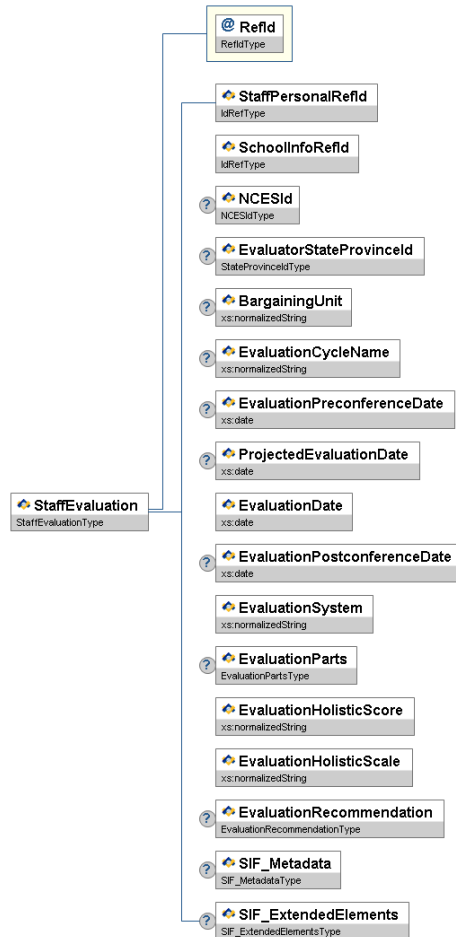 @ RefId
RefIdType
StaffPersonalRefId
IdRefType
SchoolInfoRefId
IdRefType
? NCESId
NCESIdType
? EvaluatorStateProvinceId
StateProvinceIdType
? BargainingUnit
xs:normalizedString
? EvaluationCycleName
xs:normalizedString
? EvaluationPreconferenceDate
xs:date
? ProjectedEvaluationDate
xs:date
StaffEvaluation
StaffEvaluationType
EvaluationDate
xs:date
? EvaluationPostconferenceDate
xs:date
EvaluationSystem
xs:normalizedString
? EvaluationParts
EvaluationPartsType
EvaluationHolisticScore
xs:normalizedString
EvaluationHolisticScale
xs:normalizedString
? EvaluationRecommendation
EvaluationRecommendationType
? SIF_Metadata
SIF_MetadataType
? SIF_ExtendedElements
SIF_ExtendedElementsType